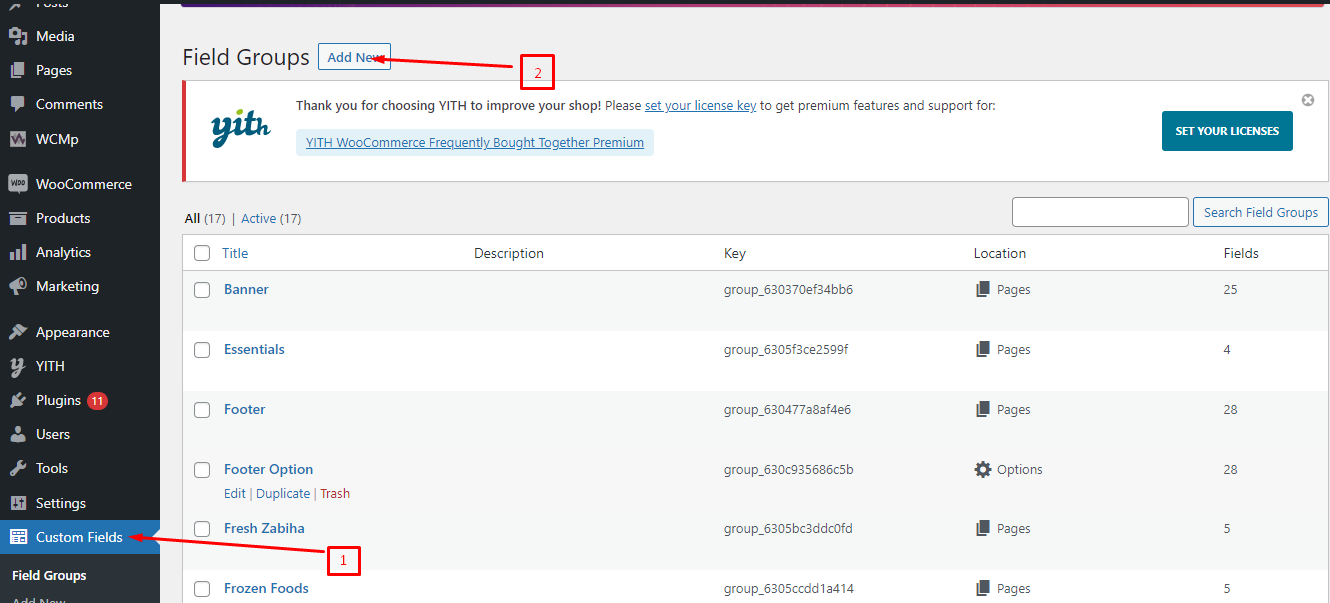 Posts
Media
Pages
Comments
WCMp
WooCommerce
Products
Analytics
Marketing
Appearance
YITH
Plugins 11
Users
Tools
Settings
Custom Fields
Field Groups
Add New
Field Groups Add New
2
yith
Thank you for choosing YITH to improve your shop! Please set your license key to get premium features and support for:
YITH WooCommerce Frequently Bought Together Premium
SET YOUR LICENSES
All (17) | Active (17)
Search Field Groups
Title Description Key Location Fields
Banner group_630370ef34bb6 Pages 25
Essentials group_6305f3ce2599f Pages 4
Footer group_630477a8af4e6 Pages 28
Footer Option group_630c935686c5b Options 28
Edit | Duplicate | Trash
Fresh Zabiha group_6305bc3ddc0fd Pages 5
1
Frozen Foods group_6305ccdd1a414 Pages 5